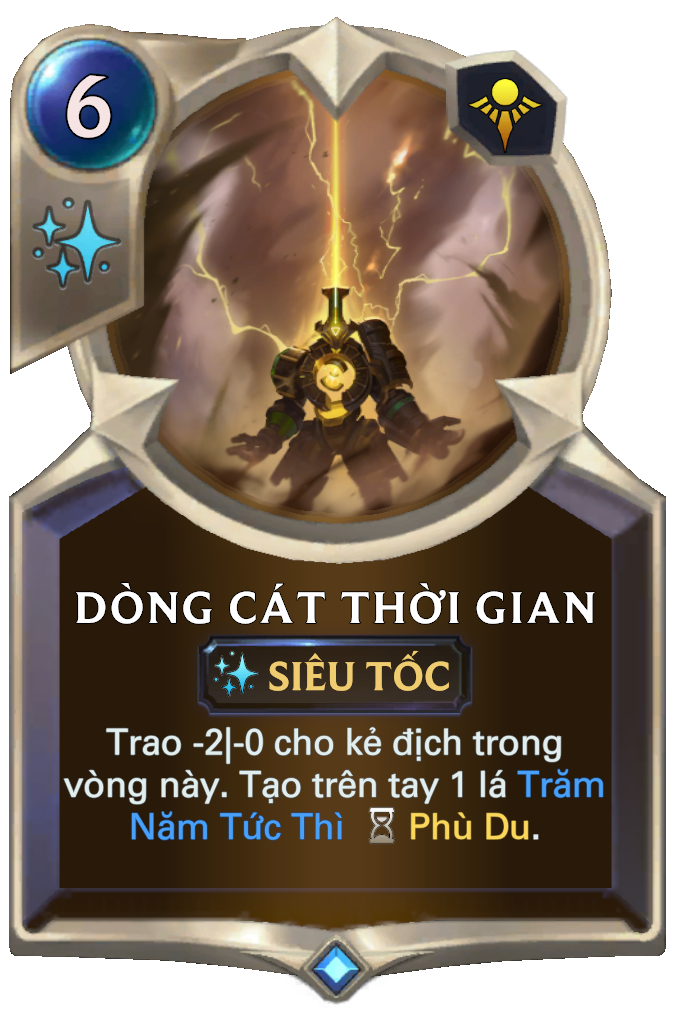 6
DÒNG CÁT THỜI GIAN
SIÊU TỐC
Trao -2|-0 cho kẻ địch trong
vòng này. Tạo trên tay 1 lá Trăm
Năm Tức Thì Phù Du.